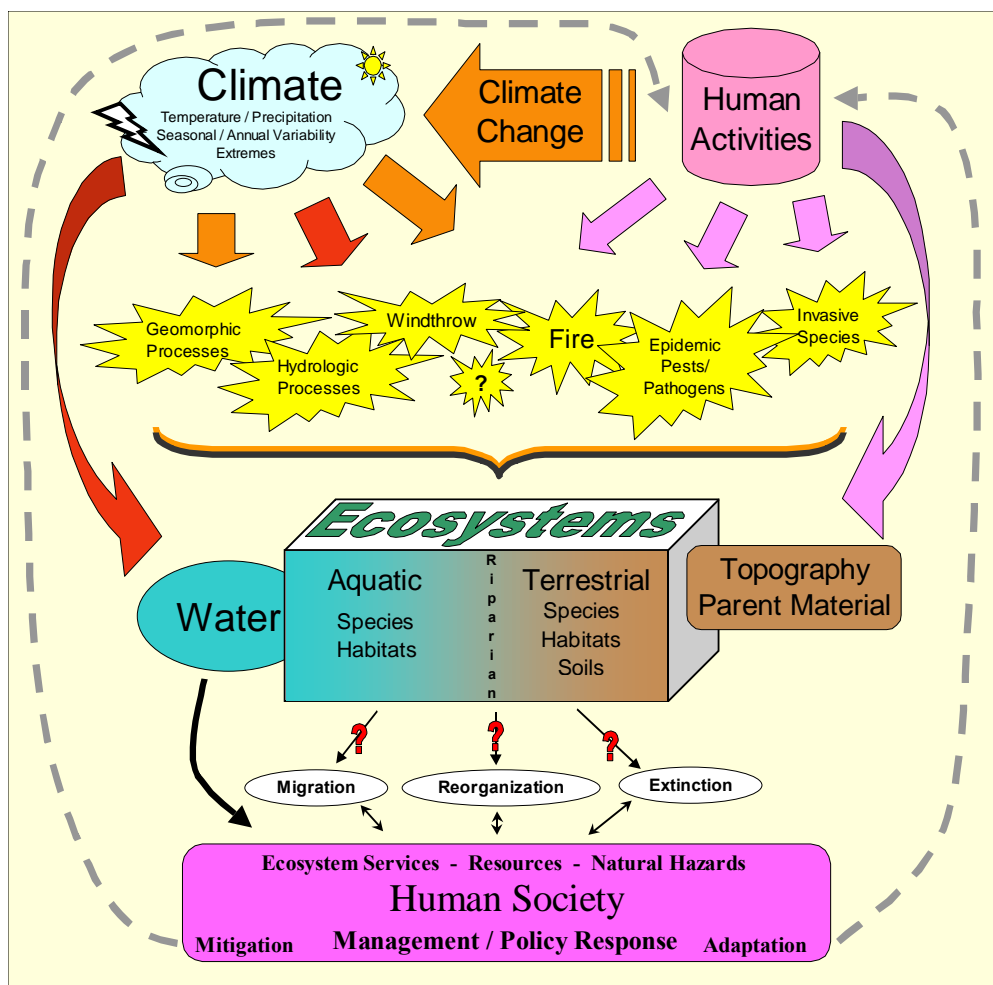 Climate
Temperature / Precipitation
Seasonal / Annual Variability
Extremes
Climate
Change
Human
Activities
Geomorphic
Processes
Hydrologic
Processes
Windthrow
?
Fire
Epidemic
Pests/
Pathogens
Invasive
Species
Ecosystems
Water
Aquatic
Species
Habitats
Riparian
Terrestrial
Species
Habitats
Soils
Topography
Parent Material
?
?
?
Migration
Reorganization
Extinction
Ecosystem Services - Resources - Natural Hazards
Human Society
Mitigation
Management / Policy Response
Adaptation